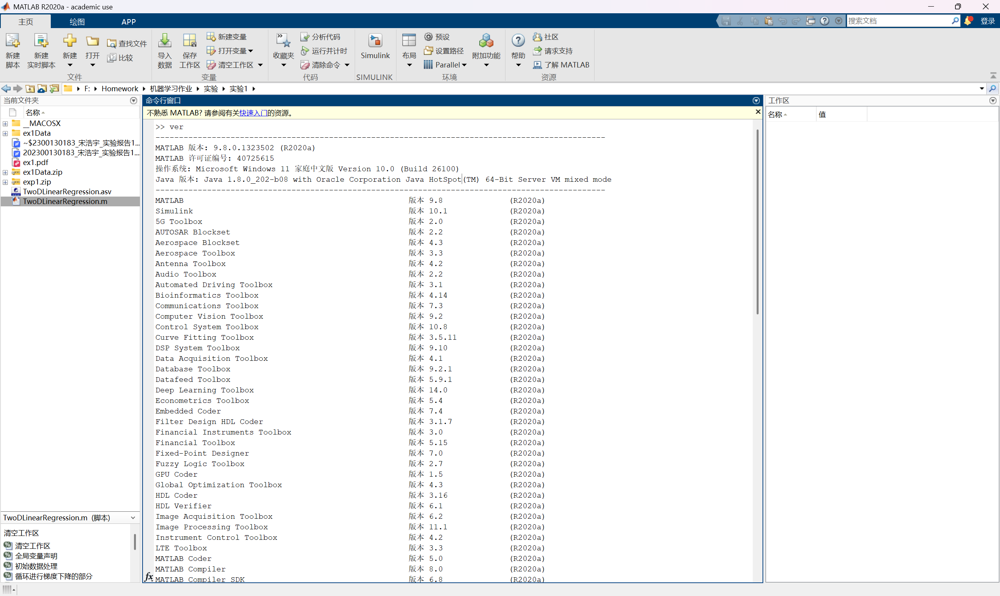 MATLAB R2020a - academic use
主页 绘图 APP 搜索文档 登录
新建脚本 新建实时脚本 新建 打开 查找文件 比较
文件
导入数据 保存工作区 新建变量 打开变量 清空工作区
变量
收藏夹 分析代码 运行并计时 清除命令
代码
Simulink
SIMULINK
布局 预设 设置路径 Parallel 附加功能
环境
帮助 社区 请求支持 了解 MATLAB
资源
F: Homework 机器学习作业 实验 实验1
当前文件夹
名称
__MACOSX
ex1Data
~$2300130183_宋浩宇_实验报告1...
202300130183_宋浩宇_实验报告1....
ex1.pdf
ex1Data.zip
exp1.zip
TwoDLinearRegression.asv
TwoDLinearRegression.m
TwoDLinearRegression.m (脚本)
清空工作区
清空工作区
全局变量声明
初始数据处理
循环进行梯度下降的部分
命令行窗口
不熟悉 MATLAB? 请参阅有关快速入门的资源。
>> ver
MATLAB 版本: 9.8.0.1323502 (R2020a)
MATLAB 许可证编号: 40725615
操作系统: Microsoft Windows 11 家庭中文版 Version 10.0 (Build 26100)
Java 版本: Java 1.8.0_202-b08 with Oracle Corporation Java HotSpot(TM) 64-Bit Server VM mixed mode
MATLAB 版本 9.8 (R2020a)
Simulink 版本 10.1 (R2020a)
5G Toolbox 版本 2.0 (R2020a)
AUTOSAR Blockset 版本 2.2 (R2020a)
Aerospace Blockset 版本 4.3 (R2020a)
Aerospace Toolbox 版本 3.3 (R2020a)
Antenna Toolbox 版本 4.2 (R2020a)
Audio Toolbox 版本 2.2 (R2020a)
Automated Driving Toolbox 版本 3.1 (R2020a)
Bioinformatics Toolbox 版本 4.14 (R2020a)
Communications Toolbox 版本 7.3 (R2020a)
Computer Vision Toolbox 版本 9.2 (R2020a)
Control System Toolbox 版本 10.8 (R2020a)
Curve Fitting Toolbox 版本 3.5.11 (R2020a)
DSP System Toolbox 版本 9.10 (R2020a)
Data Acquisition Toolbox 版本 4.1 (R2020a)
Database Toolbox 版本 9.2.1 (R2020a)
Datafeed Toolbox 版本 5.9.1 (R2020a)
Deep Learning Toolbox 版本 14.0 (R2020a)
Econometrics Toolbox 版本 5.4 (R2020a)
Embedded Coder 版本 7.4 (R2020a)
Filter Design HDL Coder 版本 3.1.7 (R2020a)
Financial Instruments Toolbox 版本 3.0 (R2020a)
Financial Toolbox 版本 5.15 (R2020a)
Fixed-Point Designer 版本 7.0 (R2020a)
Fuzzy Logic Toolbox 版本 2.7 (R2020a)
GPU Coder 版本 1.5 (R2020a)
Global Optimization Toolbox 版本 4.3 (R2020a)
HDL Coder 版本 3.16 (R2020a)
HDL Verifier 版本 6.1 (R2020a)
Image Acquisition Toolbox 版本 6.2 (R2020a)
Image Processing Toolbox 版本 11.1 (R2020a)
Instrument Control Toolbox 版本 4.2 (R2020a)
LTE Toolbox 版本 3.3 (R2020a)
MATLAB Coder 版本 5.0 (R2020a)
MATLAB Compiler 版本 8.0 (R2020a)
MATLAB Compiler SDK 版本 6.8 (R2020a)
fx
工作区
名称 值